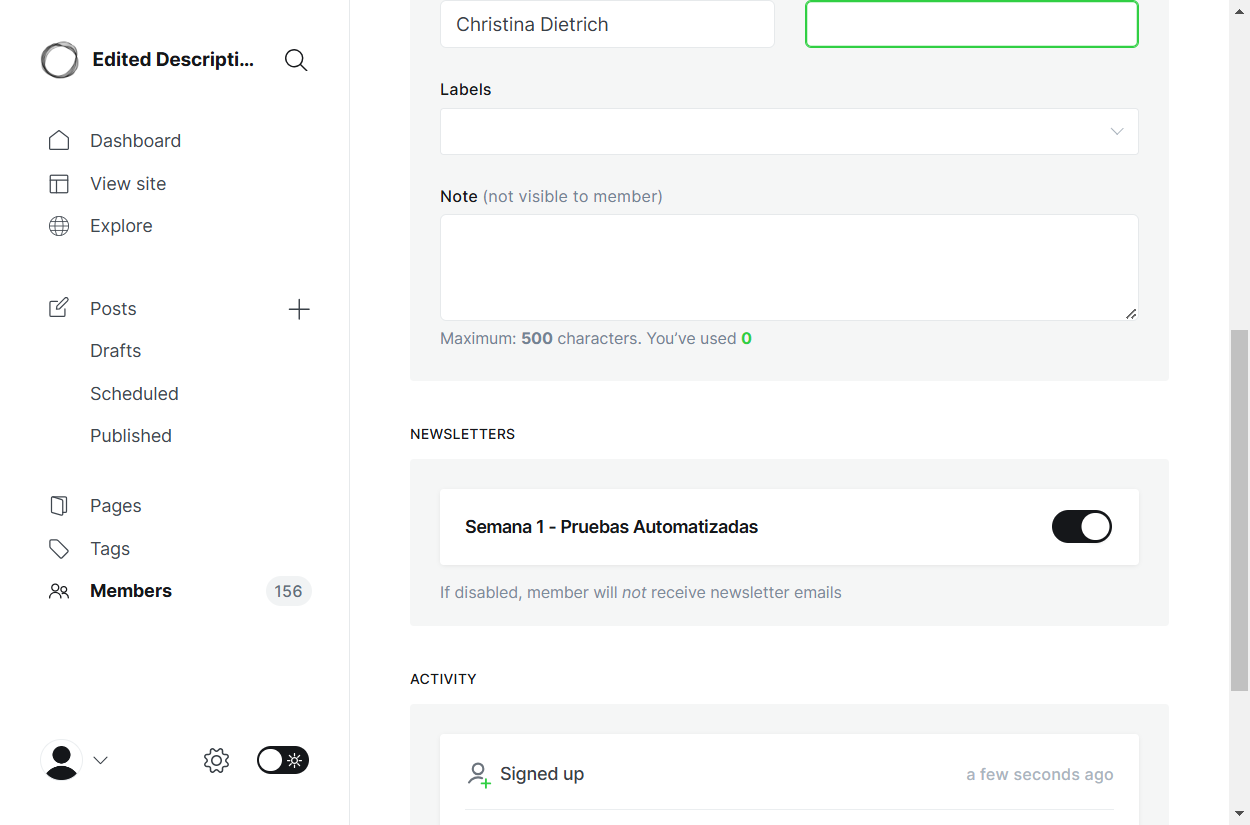 Edited Descripti...
Dashboard
View site
Explore
Posts
Drafts
Scheduled
Published
Pages
Tags
Members
156
Christina Dietrich
Labels
Note (not visible to member)
Maximum: 500 characters. You’ve used 0
NEWSLETTERS
Semana 1 - Pruebas Automatizadas
If disabled, member will not receive newsletter emails
ACTIVITY
Signed up
a few seconds ago